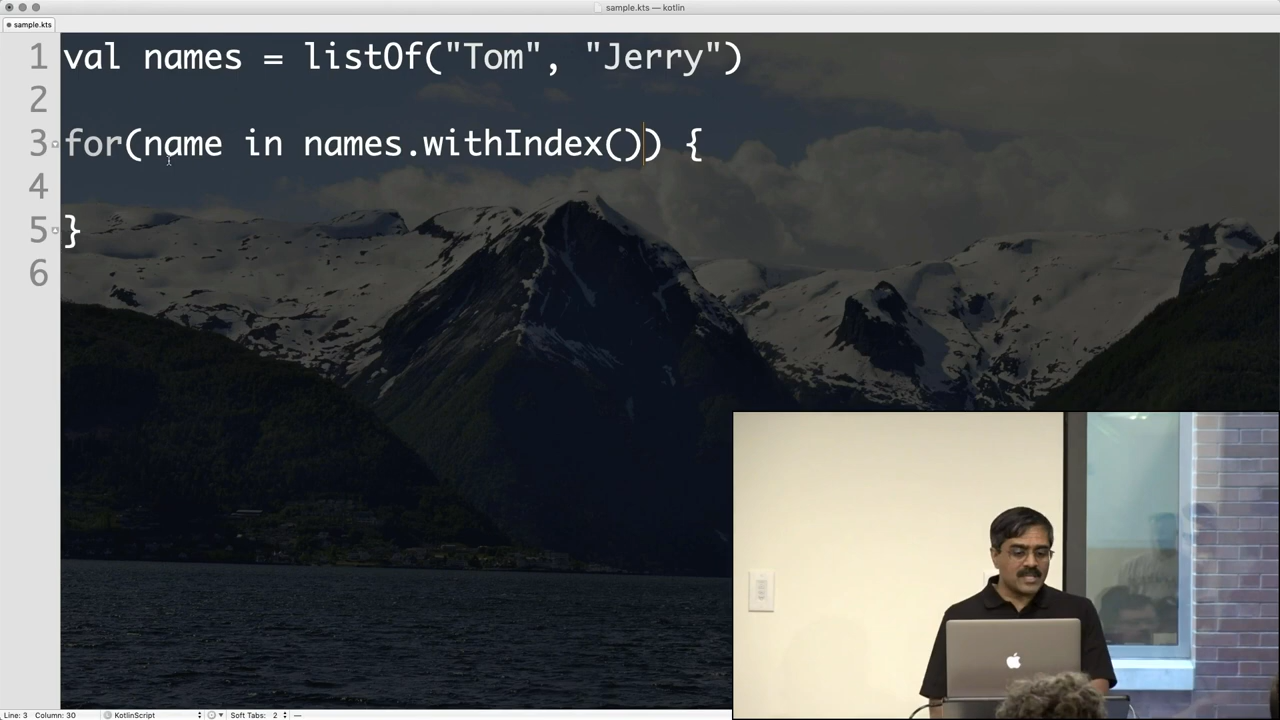 sample.kts — kotlin
sample.kts
1 val names = listOf("Tom", "Jerry")
2
3 for(name in names.withIndex()) {
4
5 }
6
Line: 3 Column: 30 KotlinScript Soft Tabs: 2 —